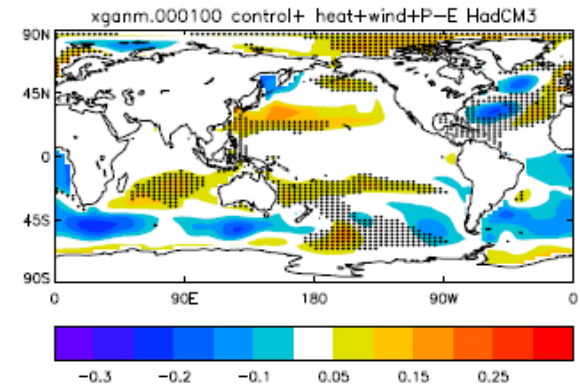 xganm.000100 control+ heat+wind+P-E HadCM3
90N
45N
0
45S
90S
0 90E 180 90W 0
-0.3 -0.2 -0.1 0.05 0.15 0.25